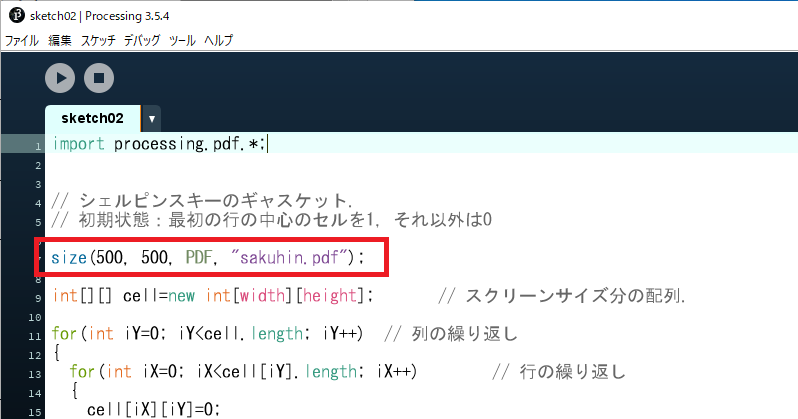 sketch02 | Processing 3.5.4
ファイル 編集 スケッチ デバッグ ツール ヘルプ
sketch02 ▼
1 import processing.pdf.*;
2
3
4 // シェルピンスキーのギャスケット.
5 // 初期状態：最初の行の中心のセルを1, それ以外は0
size(500, 500, PDF, "sakuhin.pdf");
8
9 int[][] cell=new int[width][height]; // スクリーンサイズ分の配列.
10
11 for(int iY=0; iY<cell.length; iY++) // 列の繰り返し
12 {
13 for(int iX=0; iX<cell[iY].length; iX++) // 行の繰り返し
14 {
15 cell[iX][iY]=0;